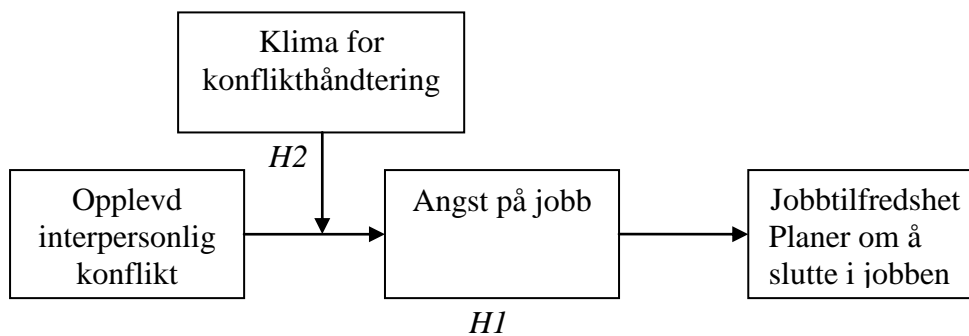 Klima for
konflikthåndtering
H2
Opplevd
interpersonlig
konflikt
Angst på jobb
Jobbtilfredshet
Planer om å
slutte i jobben
H1